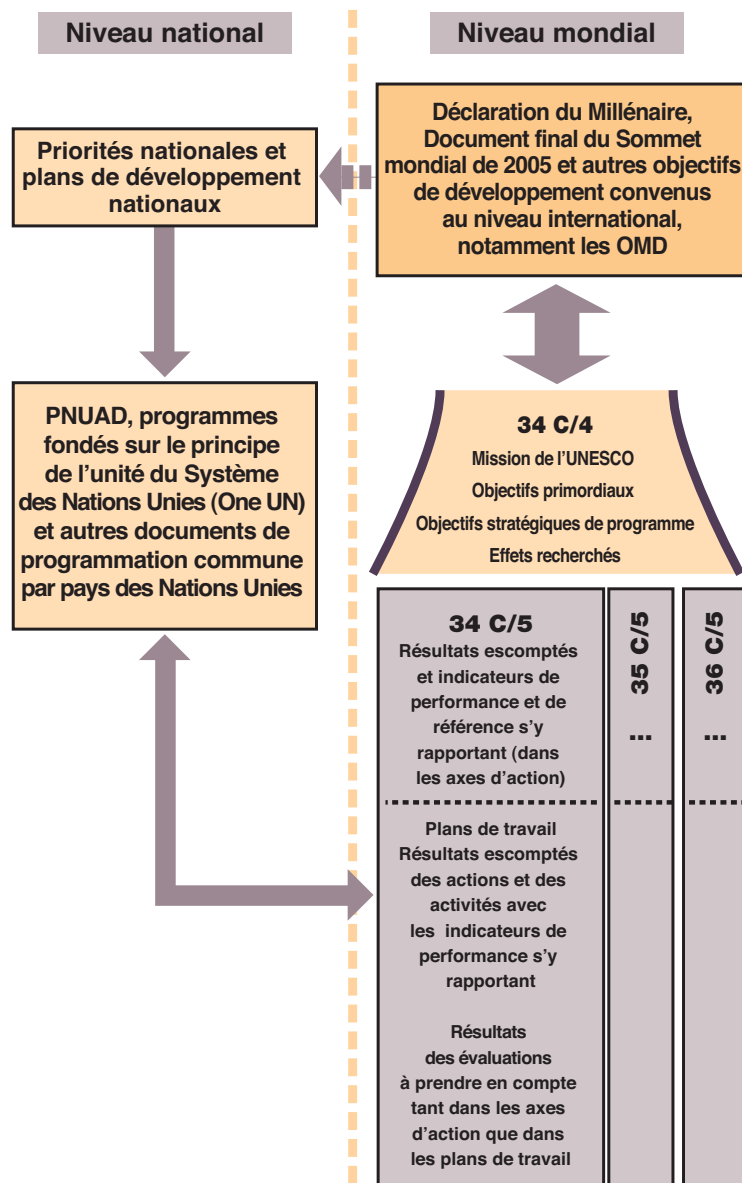 Niveau national
Niveau mondial
Priorités nationales et
plans de développement
nationaux
Déclaration du Millénaire,
Document final du Sommet
mondial de 2005 et autres objectifs
de développement convenus
au niveau international,
notamment les OMD
PNUAD, programmes
fondés sur le principe
de l’unité du Système
des Nations Unies (One UN)
et autres documents de
programmation commune
par pays des Nations Unies
34 C/4
Mission de l’UNESCO
Objectifs primordiaux
Objectifs stratégiques de programme
Effets recherchés
34 C/5
Résultats escomptés
et indicateurs de
performance et de
référence s’y
rapportant (dans
les axes d’action)
Plans de travail
Résultats escomptés
des actions et des
activités avec
les indicateurs de
performance s’y
rapportant
Résultats
des évaluations
à prendre en compte
tant dans les axes
d’action que dans
les plans de travail
35 C/5
...
36 C/5
...